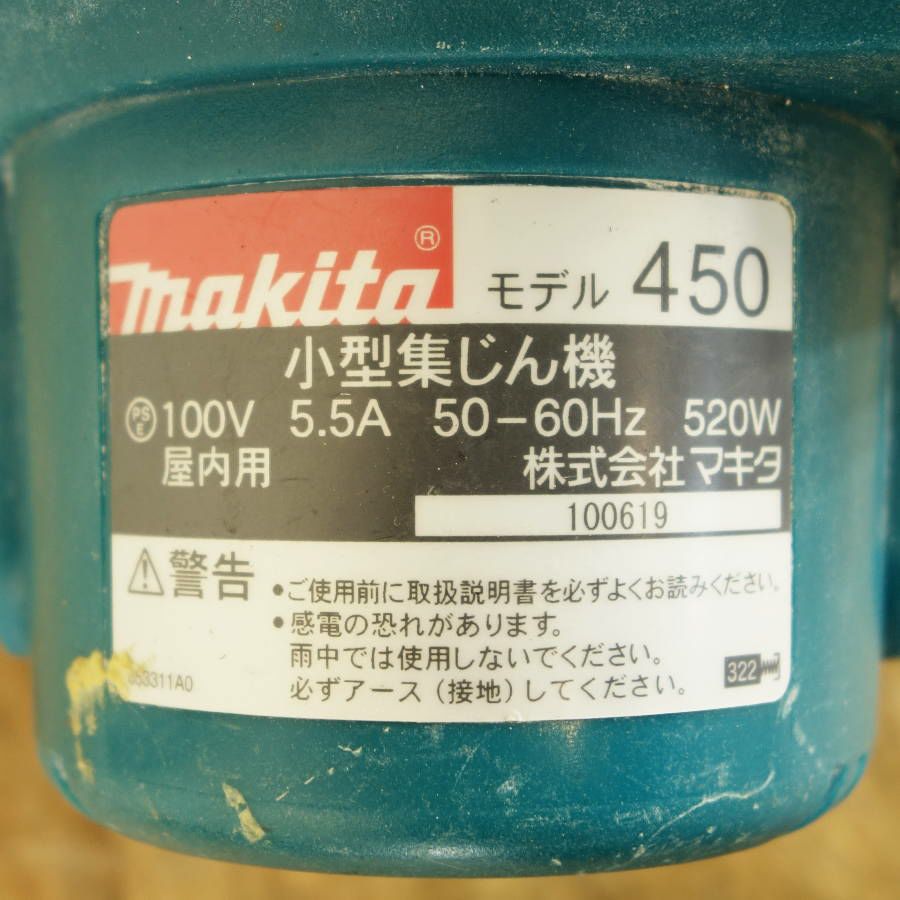 makita®
モデル 450
小型集じん機
PSE 100V 5.5A 50-60Hz 520W
屋内用 株式会社マキタ
100619
警告
•ご使用前に取扱説明書を必ずよくお読みください。
•感電の恐れがあります。
雨中では使用しないでください。
必ずアース（接地）してください。
322
53311A0